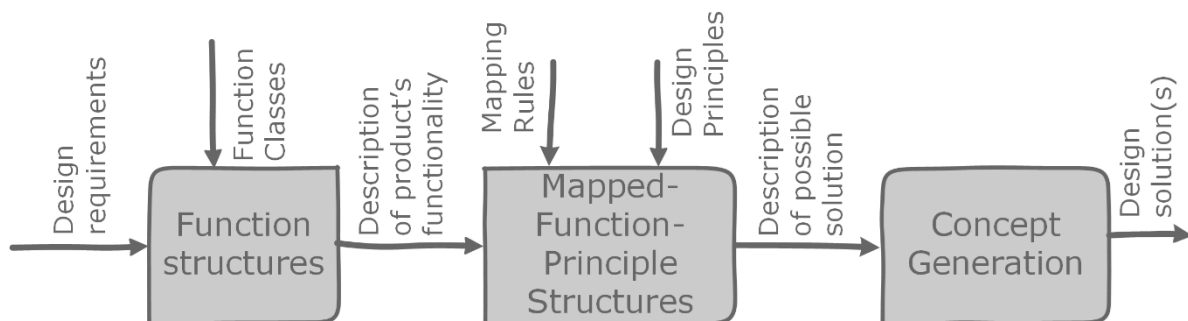 Design
requirements
Function
Classes
Function
structures
Description
of product's
functionality
Mapping
Rules
Design
Principles
Mapped-
Function-
Principle
Structures
Description
of possible
solution
Concept
Generation
Design
solution(s)